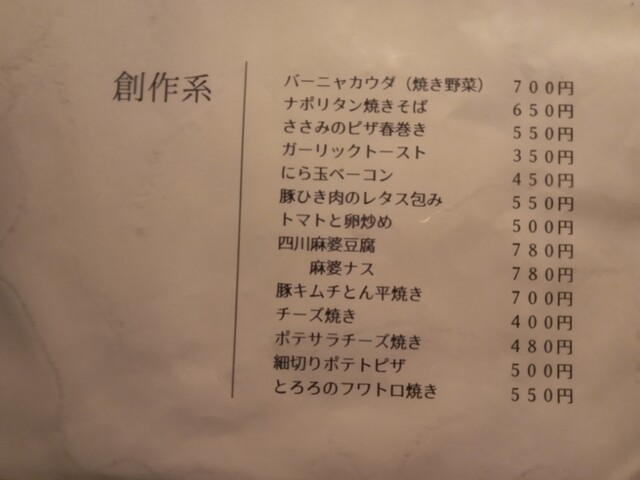 創作系
バーニャカウダ（焼き野菜） ７００円
ナポリタン焼きそば ６５０円
ささみのピザ春巻き ５５０円
ガーリックトースト ３５０円
にら玉ベーコン ４５０円
豚ひき肉のレタス包み ５５０円
トマトと卵炒め ５００円
四川麻婆豆腐 ７８０円
麻婆ナス ７８０円
豚キムチとん平焼き ７００円
チーズ焼き ４００円
ポテサラチーズ焼き ４８０円
細切りポテトピザ ５００円
とろろのフワトロ焼き ５５０円